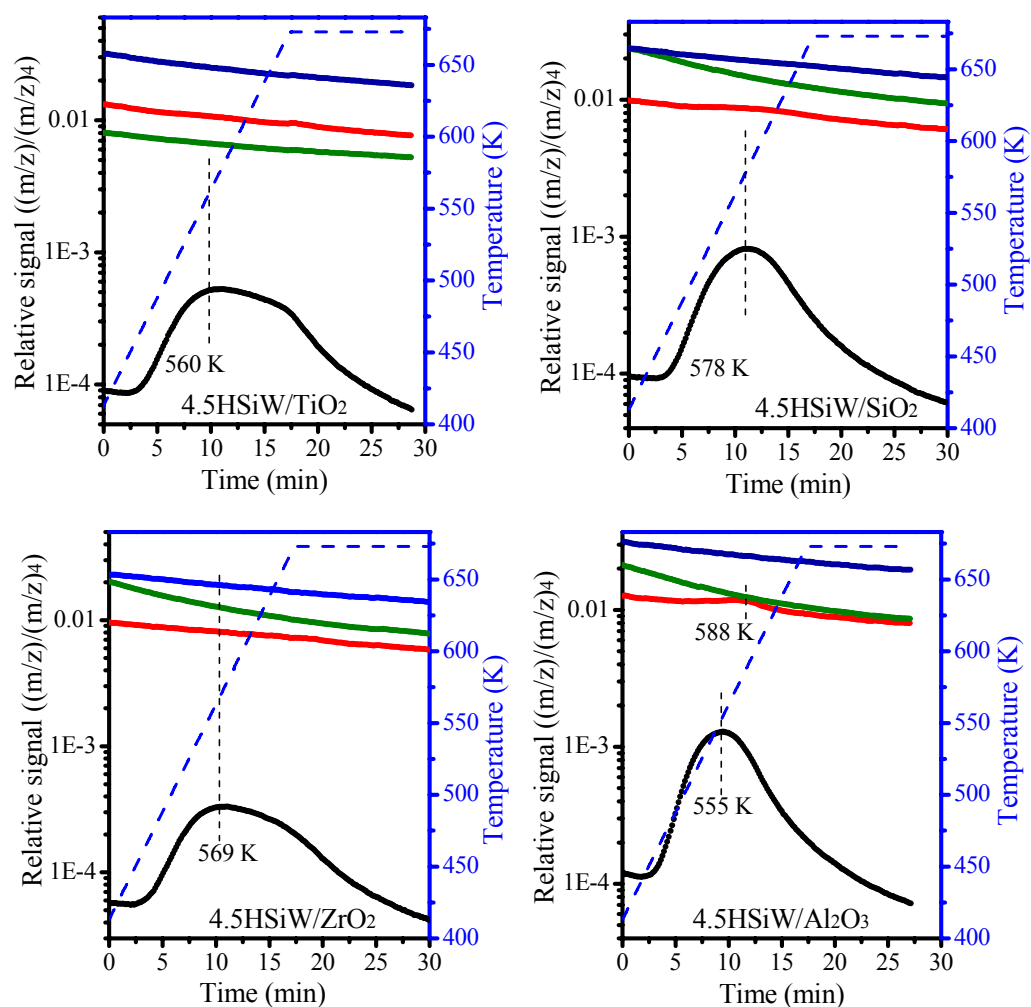 Relative signal ((m/z)/(m/z)4)
0.01
1E-3
1E-4
560 K
4.5HSiW/TiO2
0 5 10 15 20 25 30
Time (min)
650
600
550
500
450
400
Temperature (K)
Relative signal ((m/z)/(m/z)4)
0.01
1E-3
1E-4
578 K
4.5HSiW/SiO2
0 5 10 15 20 25 30
Time (min)
650
600
550
500
450
400
Temperature (K)
Relative signal ((m/z)/(m/z)4)
0.01
1E-3
1E-4
569 K
4.5HSiW/ZrO2
0 5 10 15 20 25 30
Time (min)
650
600
550
500
450
400
Temperature (K)
Relative signal ((m/z)/(m/z)4)
0.01
1E-3
1E-4
588 K
555 K
4.5HSiW/Al2O3
0 5 10 15 20 25 30
Time (min)
650
600
550
500
450
400
Temperature (K)